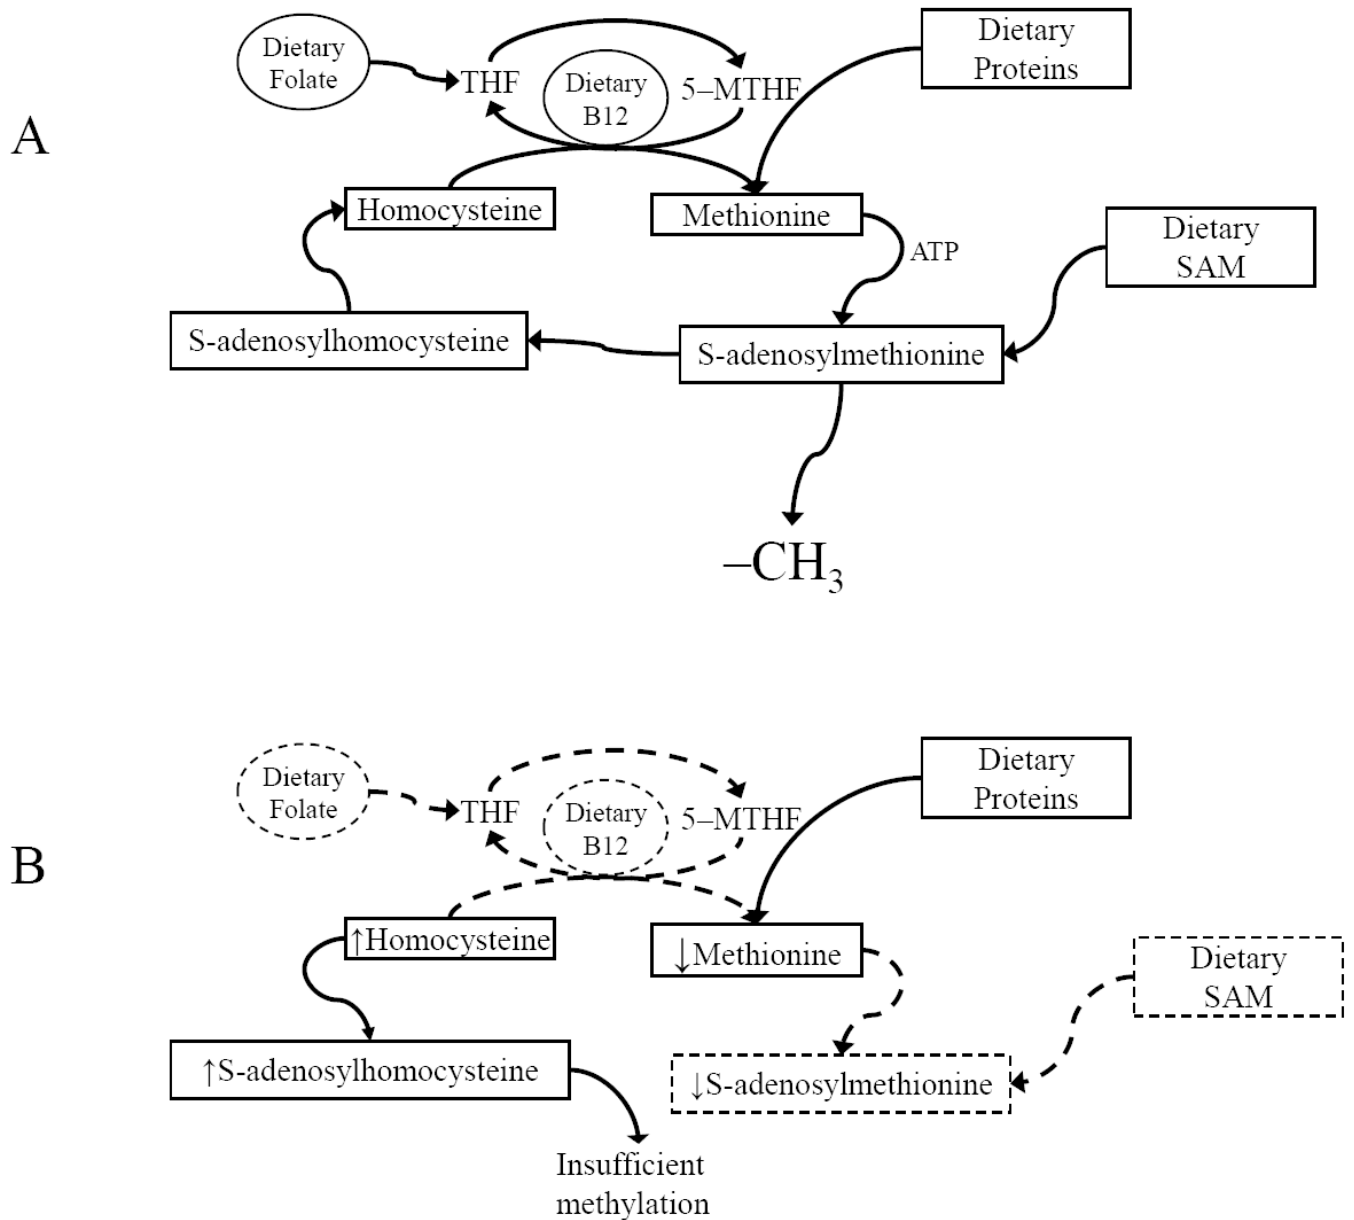 A
Dietary
Folate
THF
Dietary
B12
5–MTHF
Dietary
Proteins
Homocysteine
Methionine
ATP
Dietary
SAM
S-adenosylhomocysteine
S-adenosylmethionine
–CH₃
B
Dietary
Folate
THF
Dietary
B12
5–MTHF
Dietary
Proteins
↑Homocysteine
↓Methionine
Dietary
SAM
↑S-adenosylhomocysteine
↓S-adenosylmethionine
Insufficient
methylation